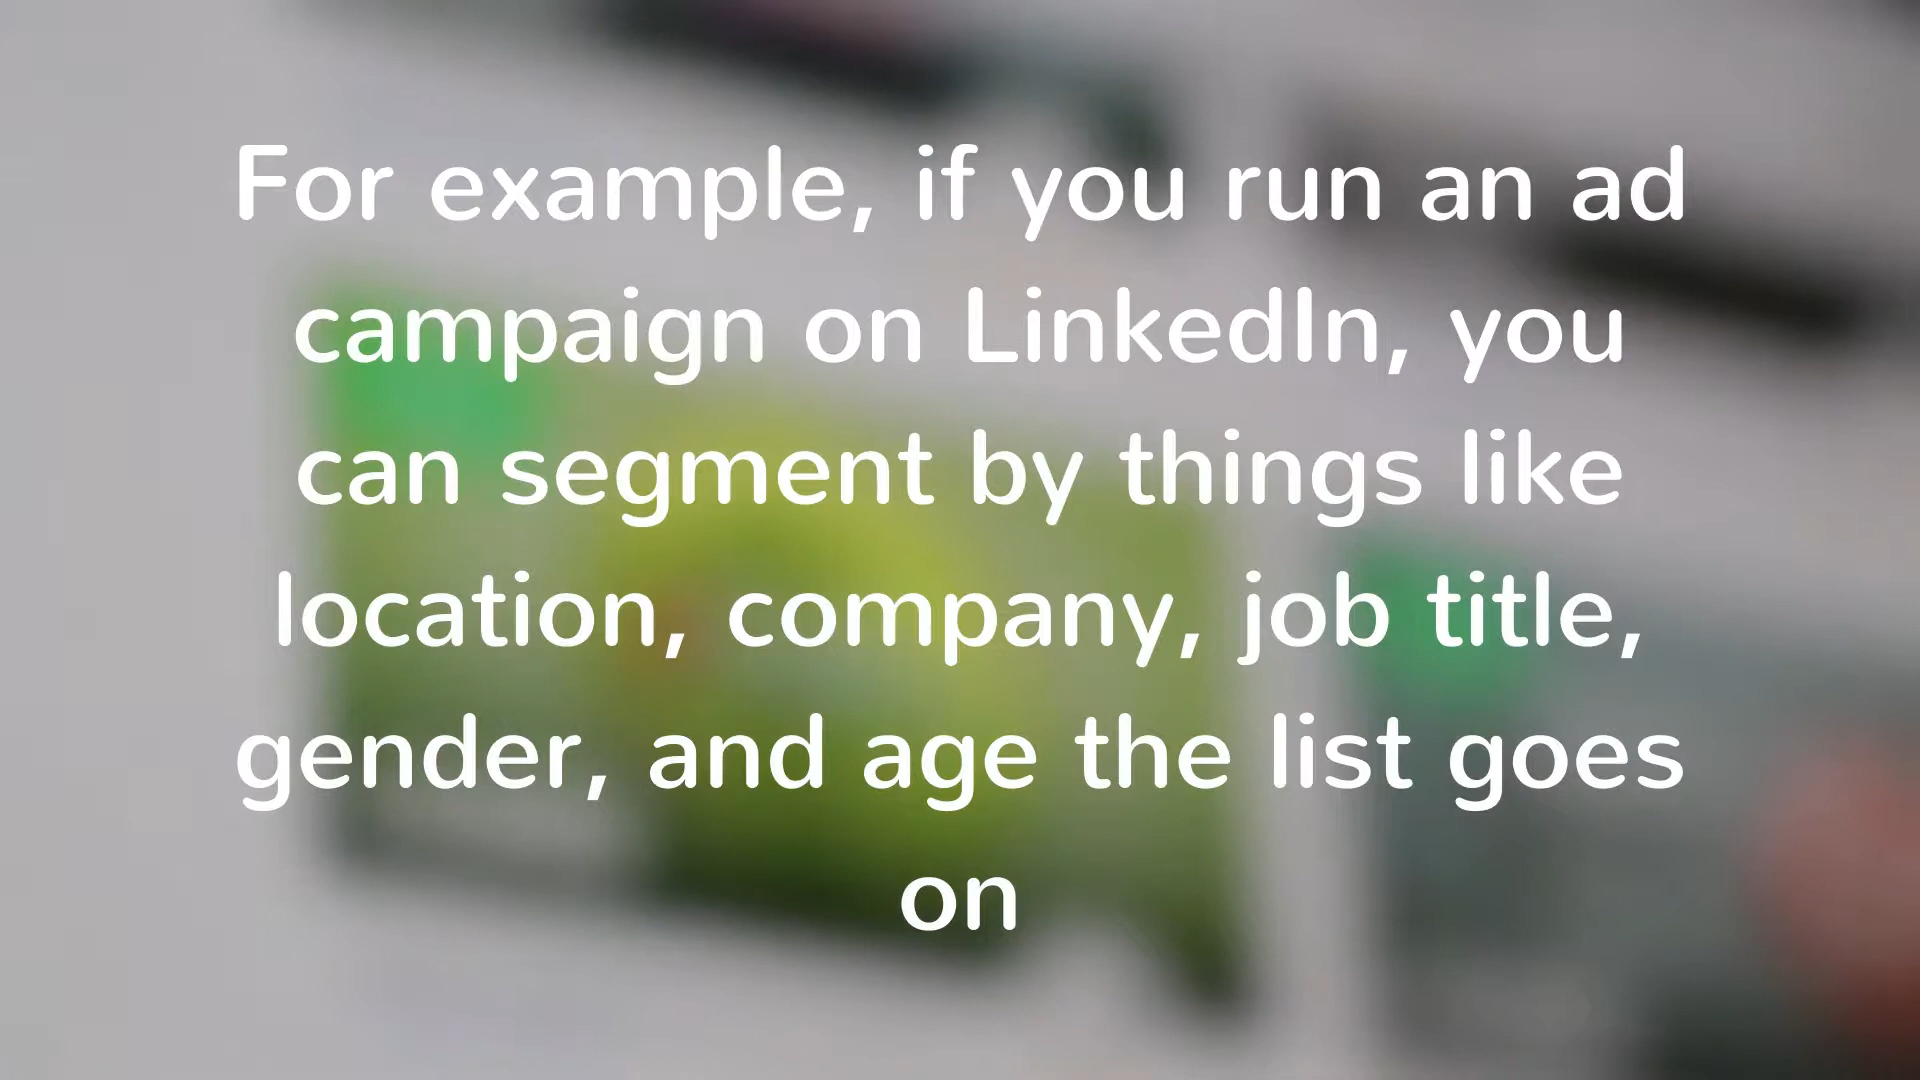 For example, if you run an ad
campaign on LinkedIn, you
can segment by things like
location, company, job title,
gender, and age the list goes
on